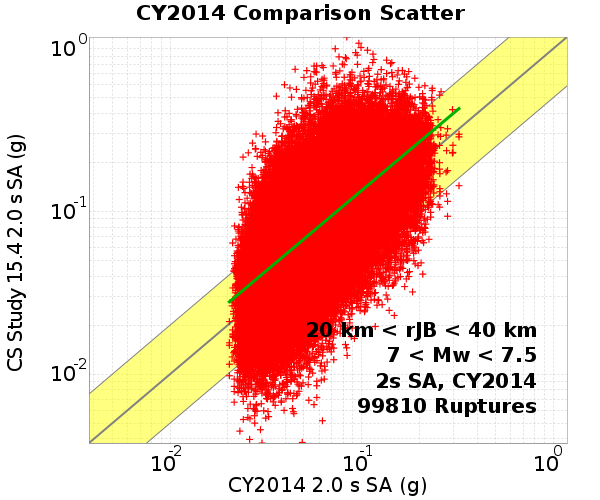 CY2014 Comparison Scatter
CS Study 15.4 2.0 s SA (g)
10^0
10^-1
10^-2
20 km < rJB < 40 km
7 < Mw < 7.5
2s SA, CY2014
99810 Ruptures
10^-2
10^-1
10^0
CY2014 2.0 s SA (g)